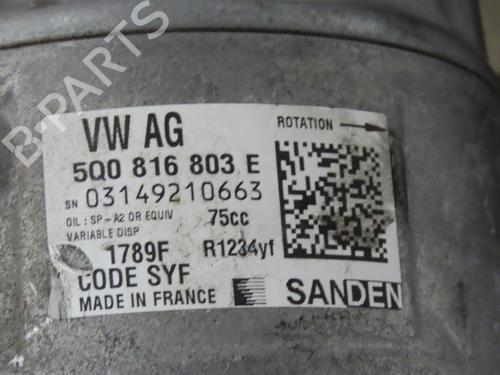 VW AG
ROTATION
5Q0 816 803 E
SN 03149210663
OIL : SP-A2 OR EQUIV 75cc
VARIABLE DISP
1789F R1234yf
CODE SYF
MADE IN FRANCE
SANDEN
B-PARTS